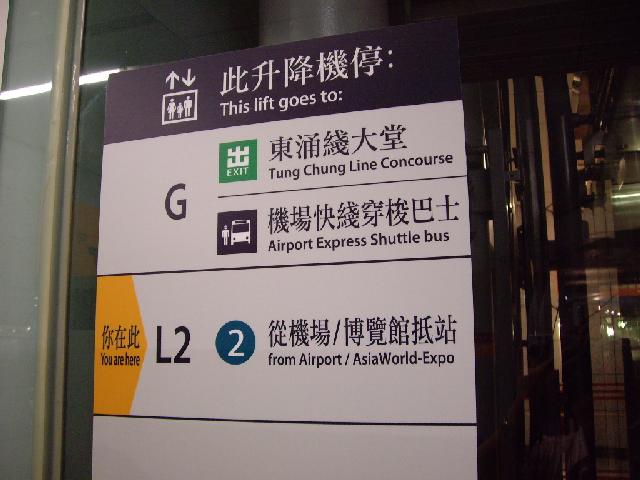 此升降機停:
This lift goes to:
G
出
EXIT
東涌綫大堂
Tung Chung Line Concourse
機場快綫穿梭巴士
Airport Express Shuttle bus
你在此
You are here
L2
2
從機場/博覽館抵站
from Airport / AsiaWorld-Expo